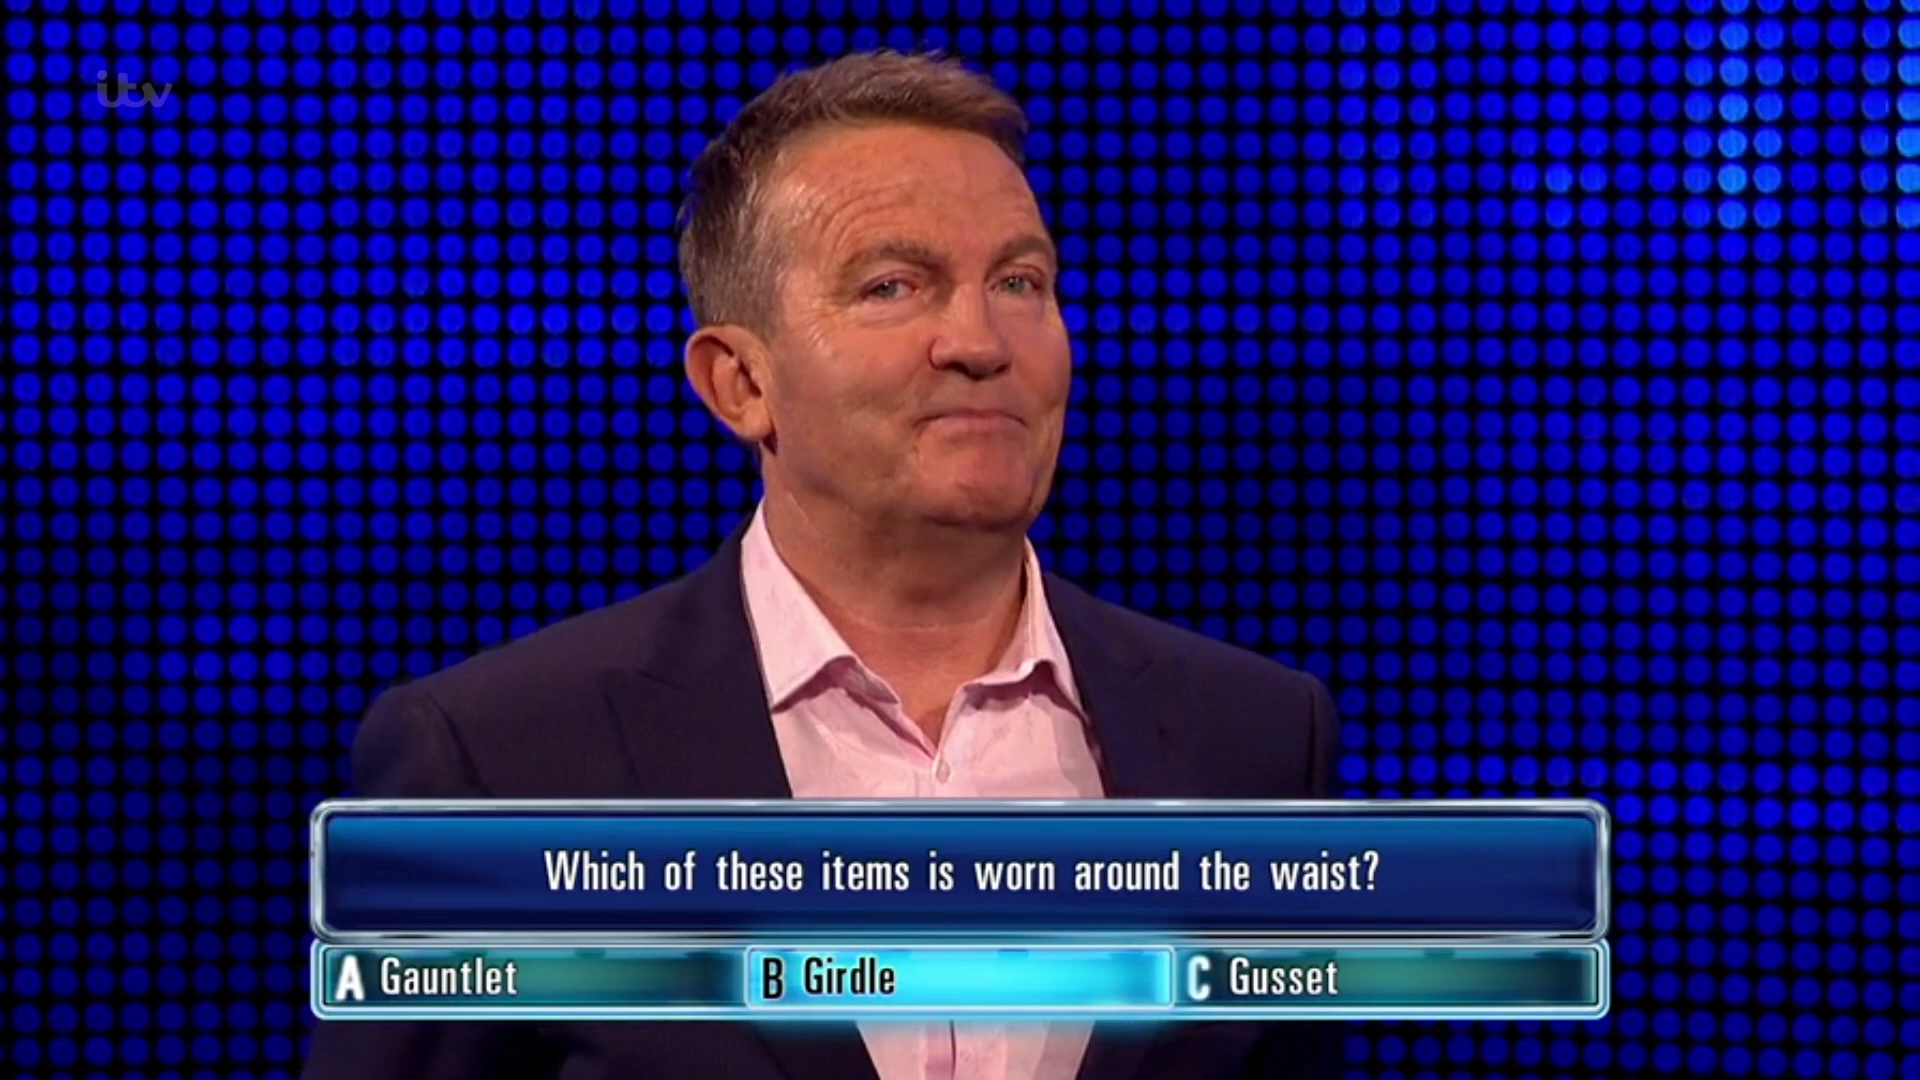 itv
Which of these items is worn around the waist?
A Gauntlet
B Girdle
C Gusset